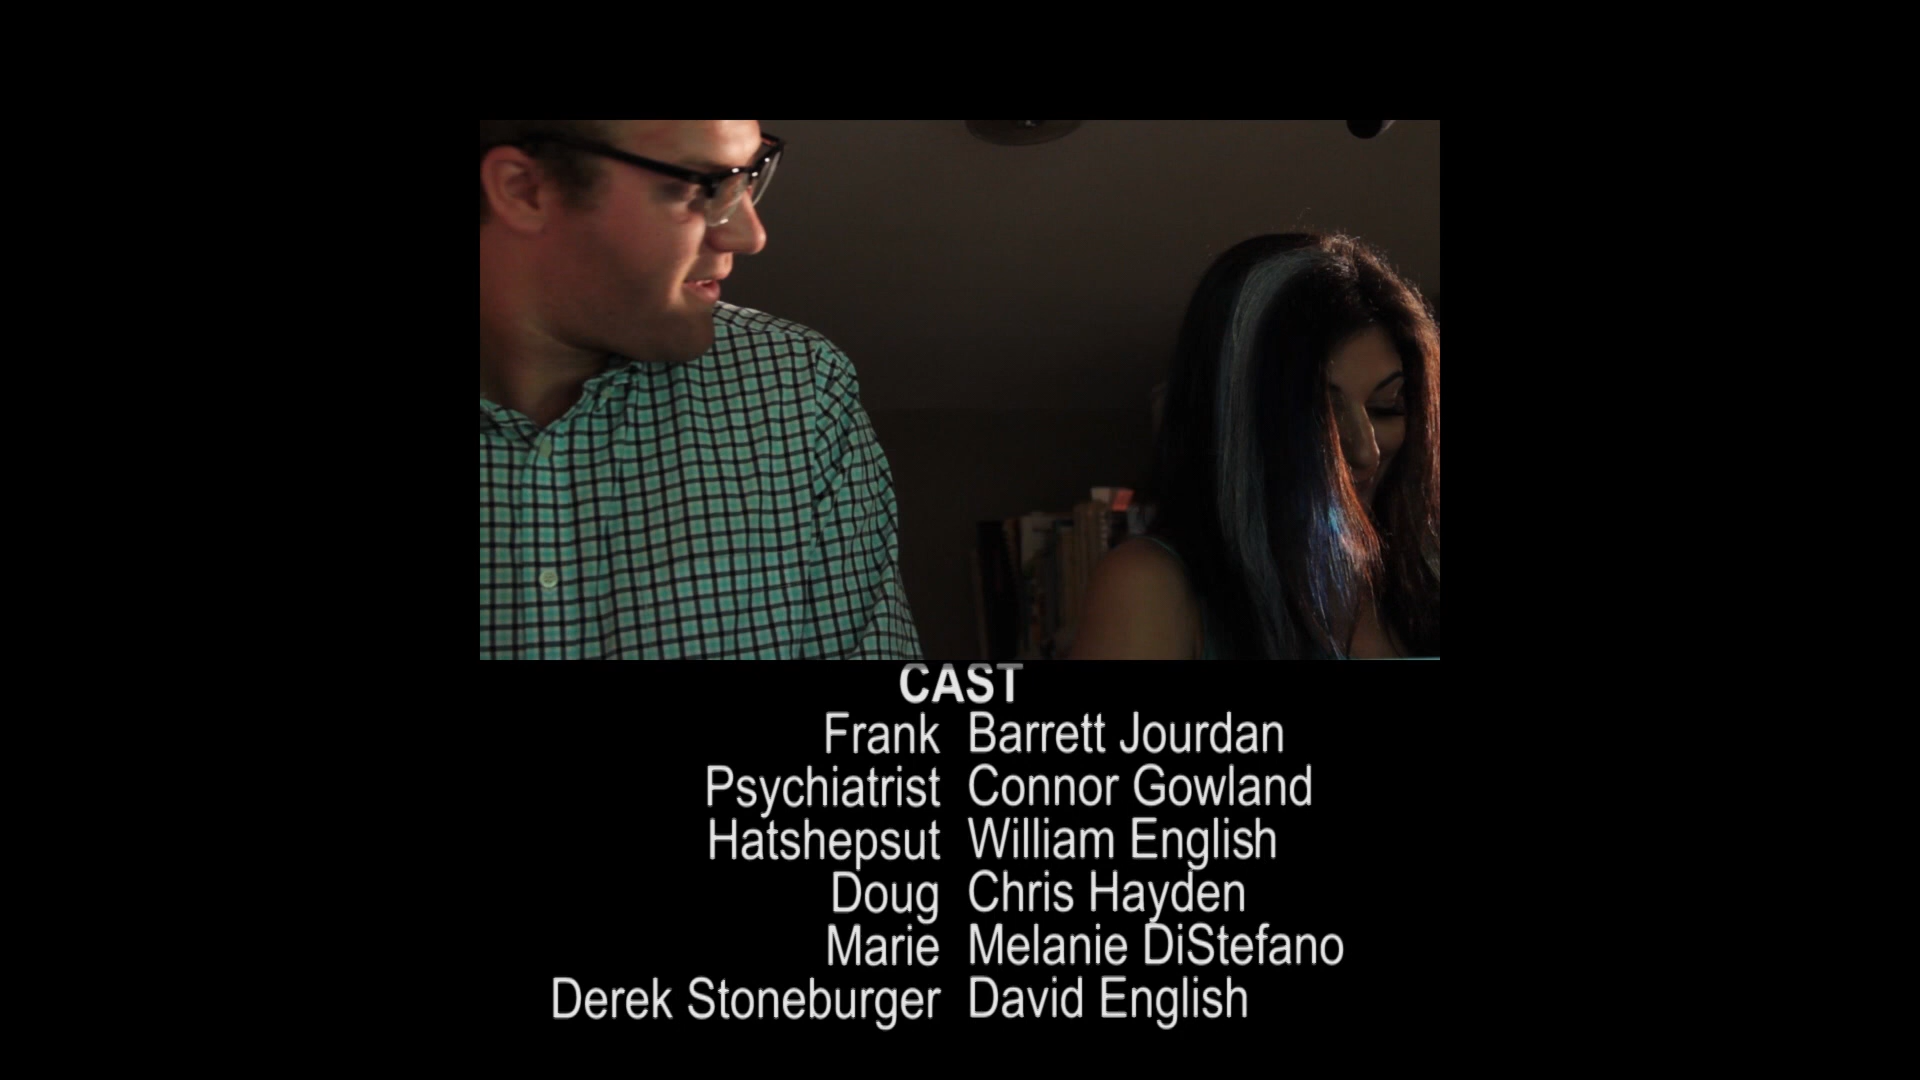 CAST
Frank Barrett Jourdan
Psychiatrist Connor Gowland
Hatshepsut William English
Doug Chris Hayden
Marie Melanie DiStefano
Derek Stoneburger David English